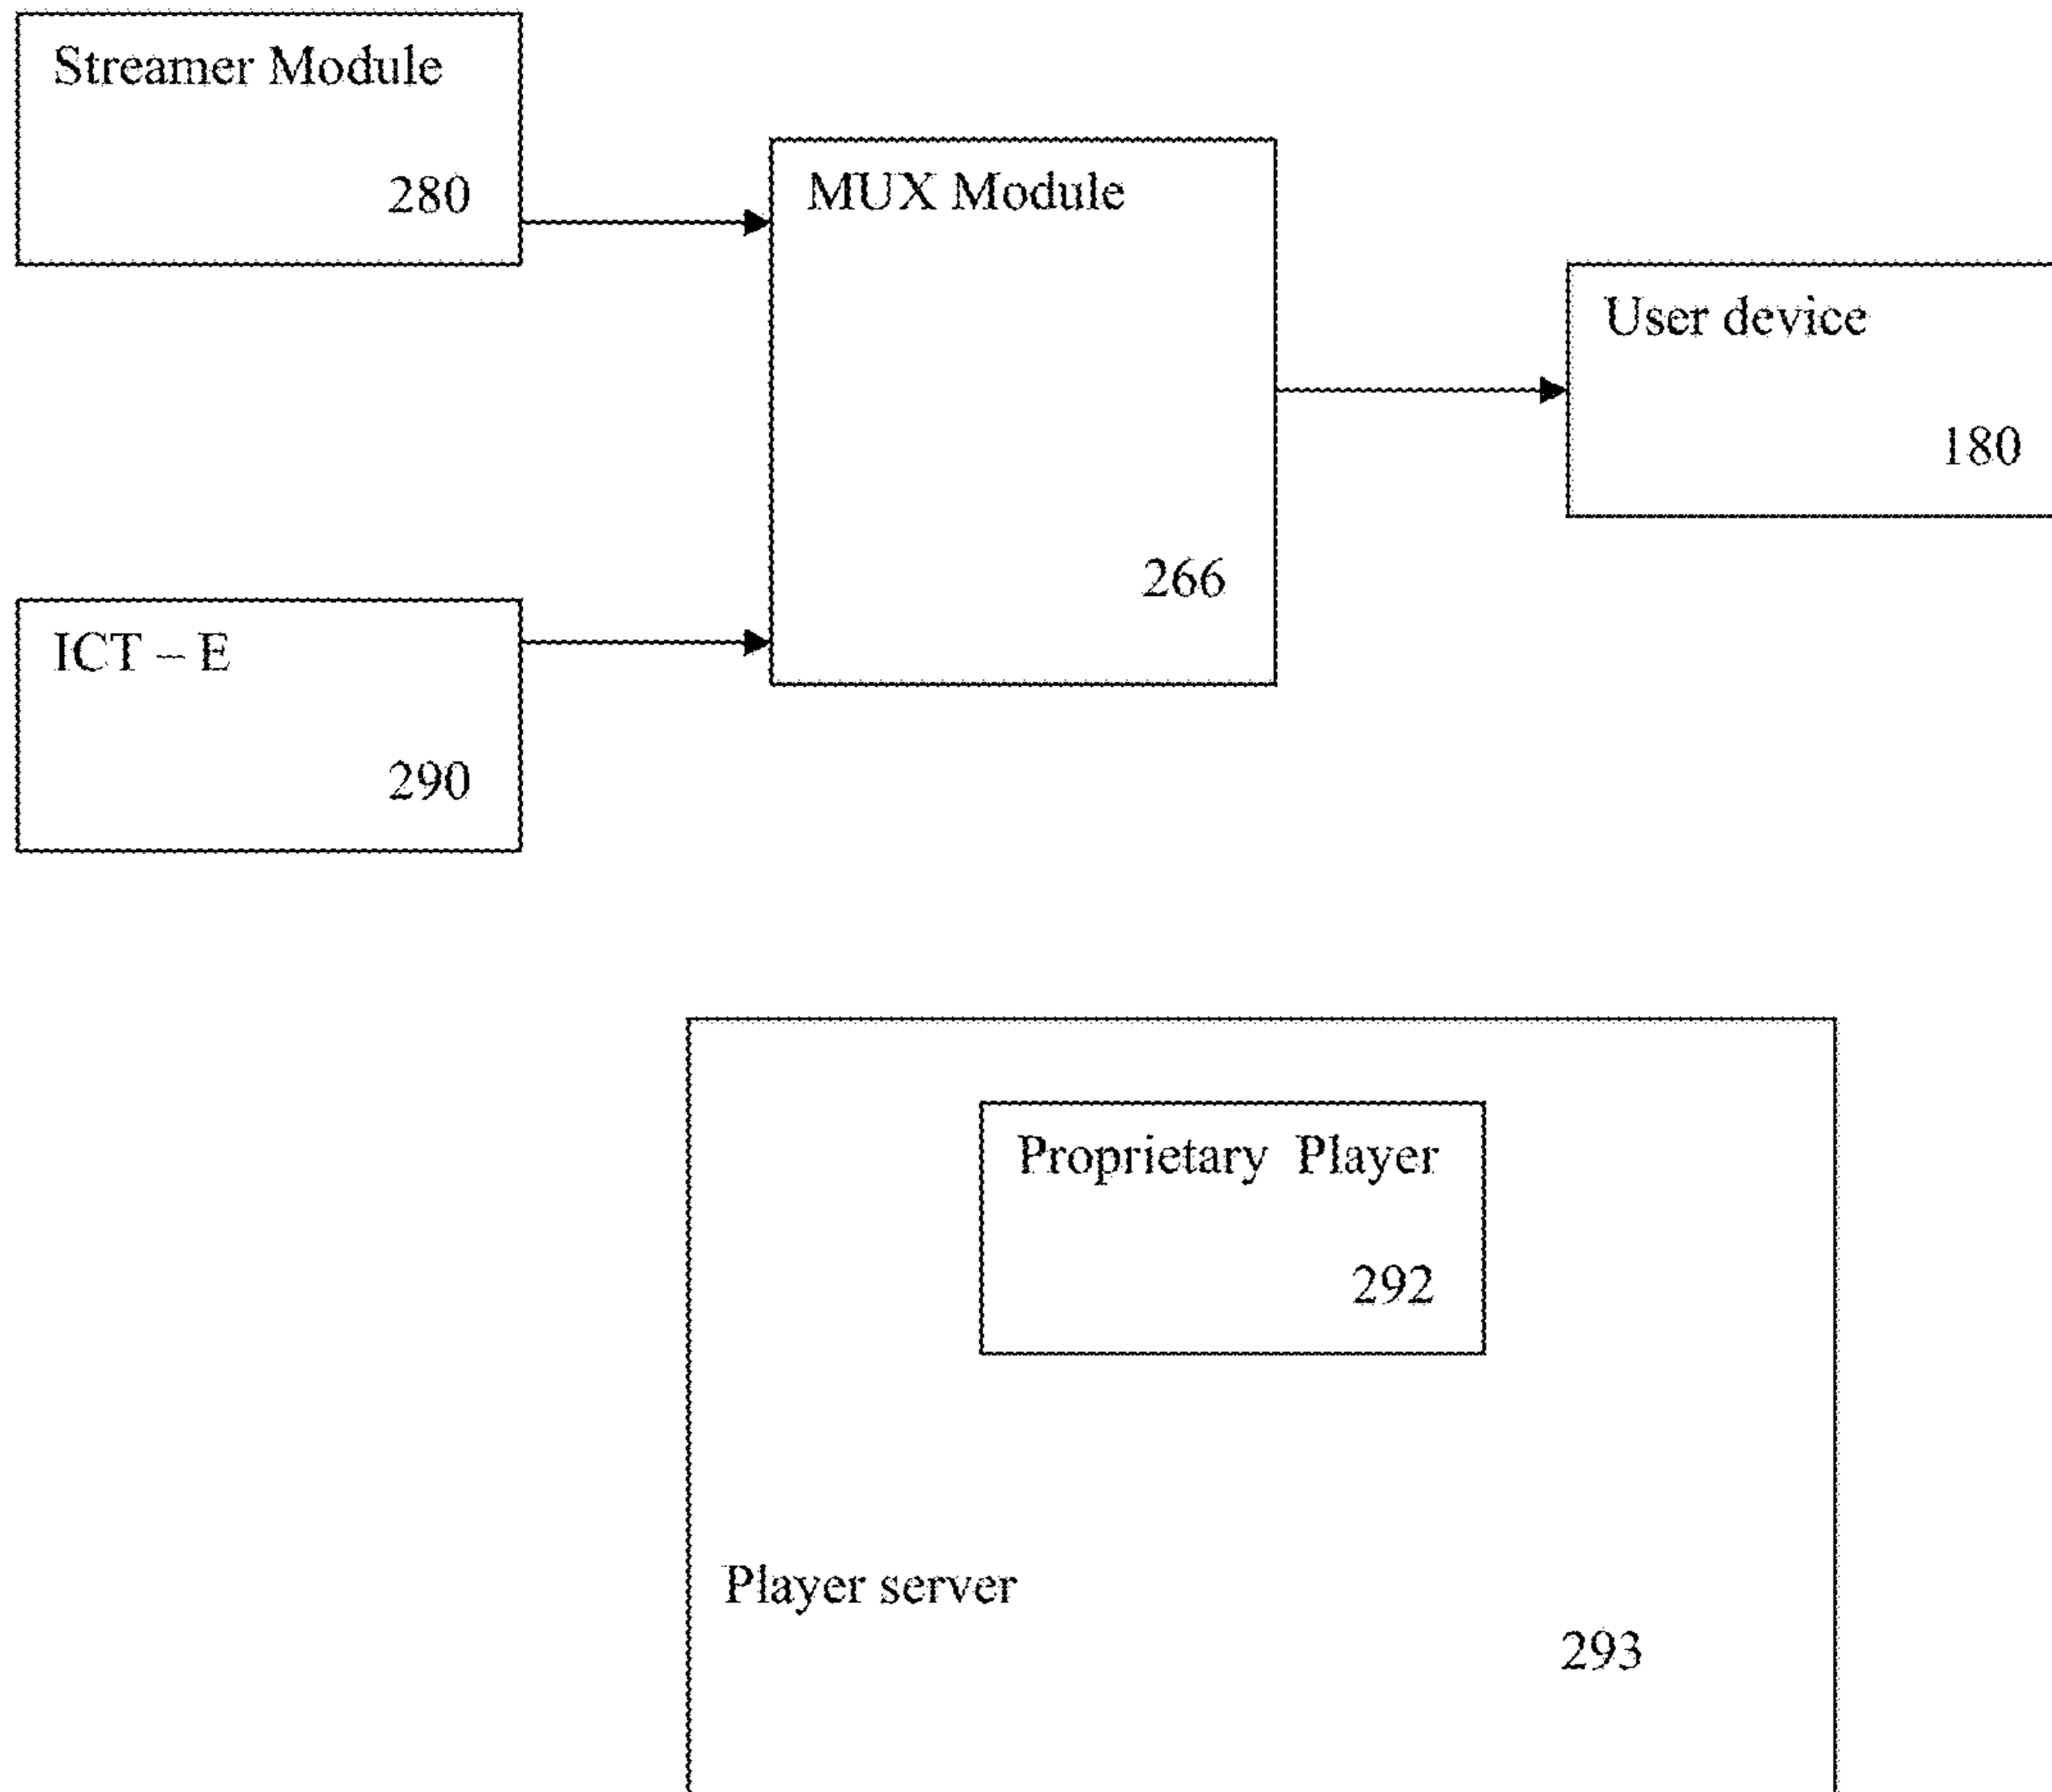 Streamer Module
280
MUX Module
266
User device
180
ICT – E
290
Proprietary Player
292
Player server
293